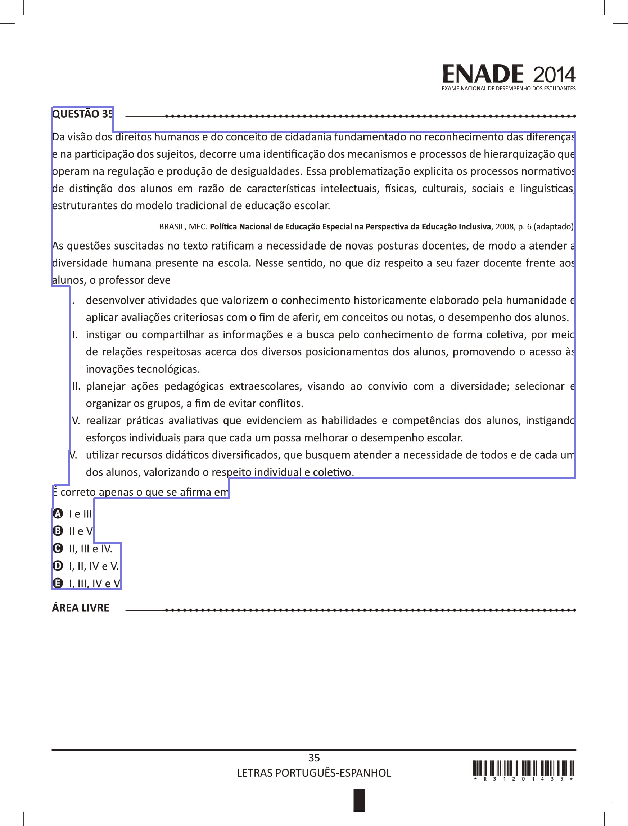 ENADE 2014
EXAME NACIONAL DE DESEMPENHO DOS ESTUDANTES
QUESTÃO 35
Da visão dos direitos humanos e do conceito de cidadania fundamentado no reconhecimento das diferenças
e na participação dos sujeitos, decorre uma identificação dos mecanismos e processos de hierarquização que
operam na regulação e produção de desigualdades. Essa problematização explicita os processos normativos
de distinção dos alunos em razão de características intelectuais, físicas, culturais, sociais e linguísticas,
estruturantes do modelo tradicional de educação escolar.
BRASIL, MEC. Política Nacional de Educação Especial na Perspectiva da Educação Inclusiva, 2008, p. 6 (adaptado).
As questões suscitadas no texto ratificam a necessidade de novas posturas docentes, de modo a atender a
diversidade humana presente na escola. Nesse sentido, no que diz respeito a seu fazer docente frente aos
alunos, o professor deve
I. desenvolver atividades que valorizem o conhecimento historicamente elaborado pela humanidade e
aplicar avaliações criteriosas com o fim de aferir, em conceitos ou notas, o desempenho dos alunos.
II. instigar ou compartilhar as informações e a busca pelo conhecimento de forma coletiva, por meio
de relações respeitosas acerca dos diversos posicionamentos dos alunos, promovendo o acesso às
inovações tecnológicas.
III. planejar ações pedagógicas extraescolares, visando ao convívio com a diversidade; selecionar e
organizar os grupos, a fim de evitar conflitos.
IV. realizar práticas avaliativas que evidenciem as habilidades e competências dos alunos, instigando
esforços individuais para que cada um possa melhorar o desempenho escolar.
V. utilizar recursos didáticos diversificados, que busquem atender a necessidade de todos e de cada um
dos alunos, valorizando o respeito individual e coletivo.
É correto apenas o que se afirma em
A I e III.
B II e V.
C II, III e IV.
D I, II, IV e V.
E I, III, IV e V.
ÁREA LIVRE
35
LETRAS PORTUGUÊS-ESPANHOL
*R3120143 5*